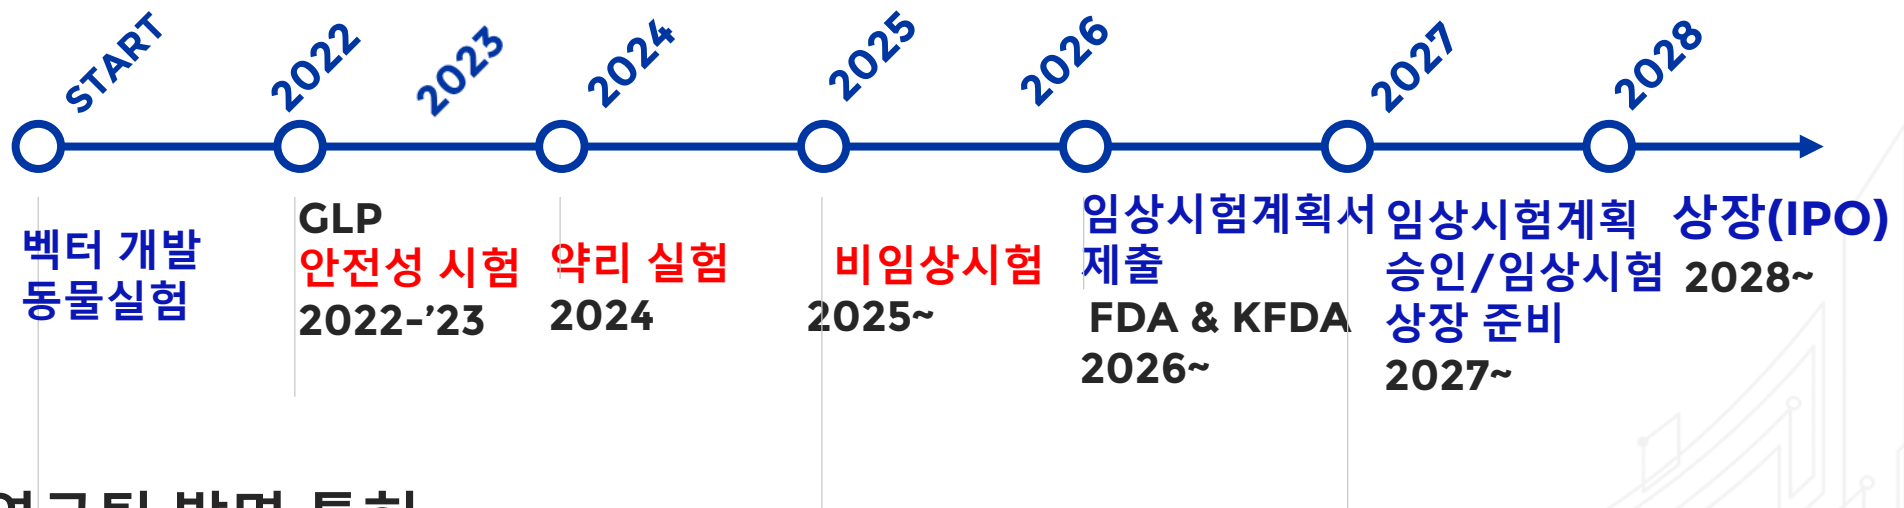 START
2022
2023
2024
2025
2026
2027
2028
벡터 개발
동물실험
GLP
안전성 시험
2022-’23
약리 실험
2024
비임상시험
2025~
임상시험계획서
제출
FDA & KFDA
2026~
임상시험계획
승인/임상시험
상장 준비
2027~
상장(IPO)
2028~